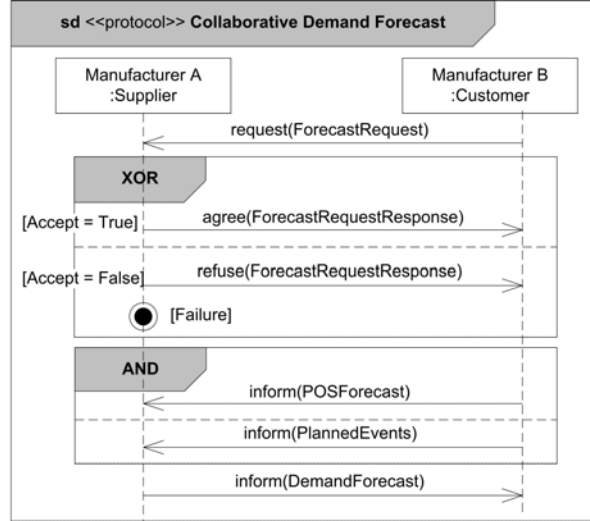 sd <<protocol>> Collaborative Demand Forecast
Manufacturer A
:Supplier
Manufacturer B
:Customer
request(ForecastRequest)
XOR
[Accept = True]
agree(ForecastRequestResponse)
[Accept = False]
refuse(ForecastRequestResponse)
[Failure]
AND
inform(POSForecast)
inform(PlannedEvents)
inform(DemandForecast)